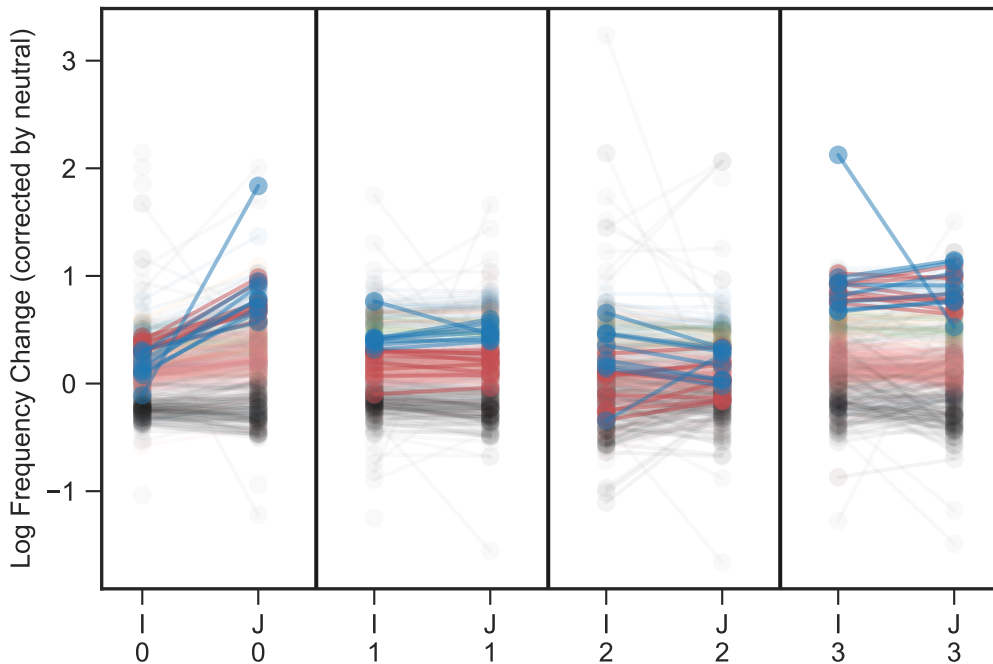 Log Frequency Change (corrected by neutral)
3
2
1
0
−1
I J I J I J I J
0 0 1 1 2 2 3 3